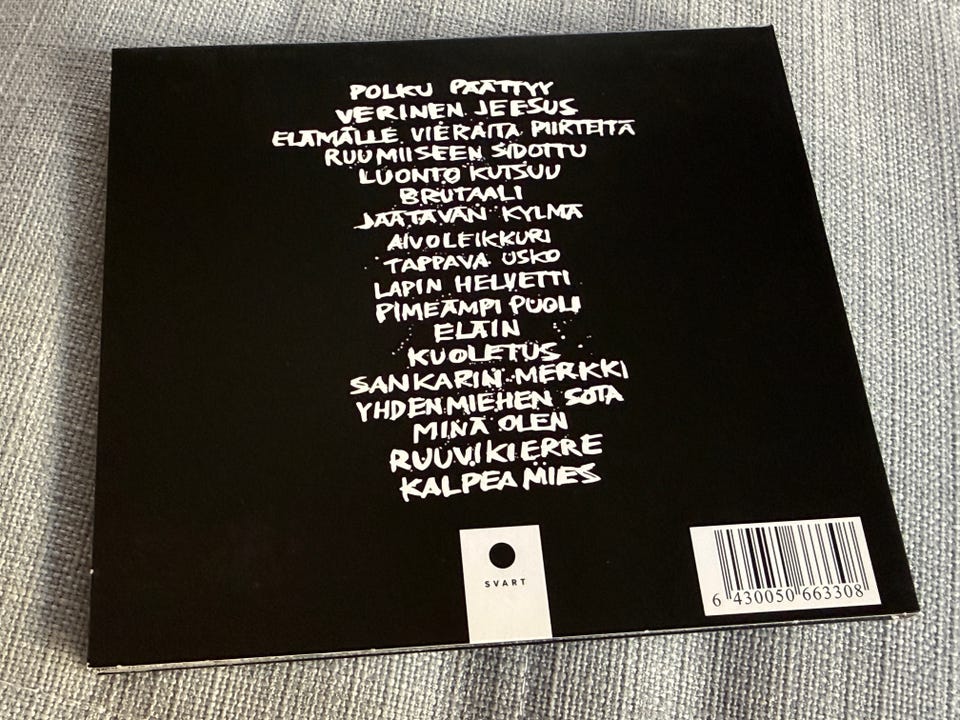 POLKU PÄÄTTYY
VERINEN JEESUS
ELÄMÄLLE VIERAITA PIIRTEITÄ
RUUMIISEEN SIDOTTU
LUONTO KUTSUU
BRUTAALI
JÄÄTÄVÄN KYLMÄ
AIVOLEIKKURI
TAPPAVA USKO
LAPIN HELVETTI
PIMEÄMPI PUOLI
ELÄIN
KUOLETUS
SANKARIN MERKKI
YHDEN MIEHEN SOTA
MINÄ OLEN
RUUVIKIERRE
KALPEA MIES
SVART
6 430050 663308